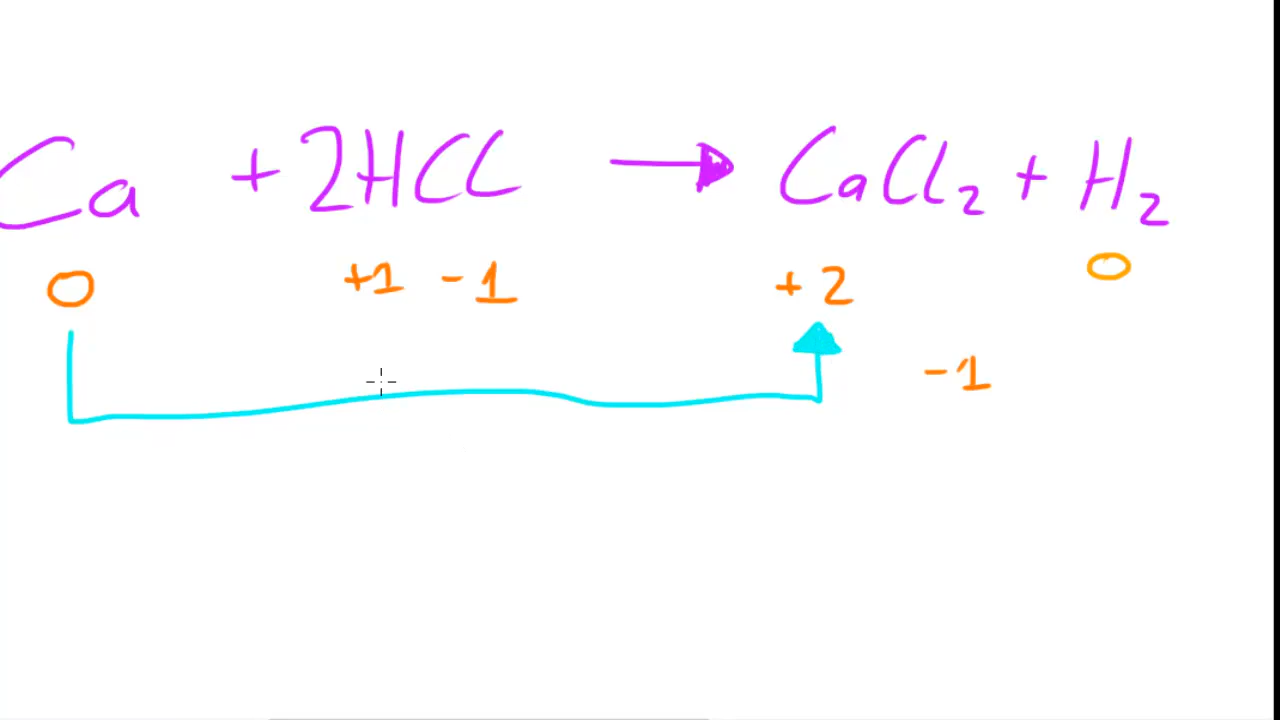 Ca + 2HCl → CaCl₂ + H₂
0 +1 -1 +2 0
-1